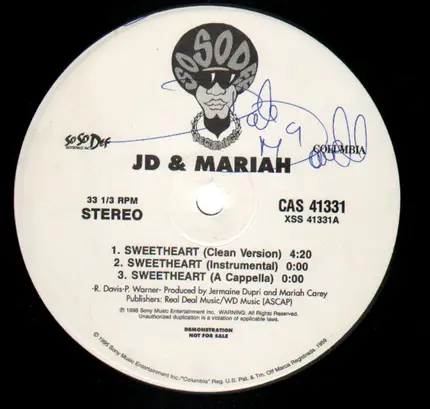 SO SO DEF
SO SO DEF
COLUMBIA
JD & MARIAH
33 1/3 RPM
STEREO
CAS 41331
XSS 41331A
1. SWEETHEART (Clean Version) 4:20
2. SWEETHEART (Instrumental) 0:00
3. SWEETHEART (A Cappella) 0:00
-R. Davis-P. Warner- Produced by Jermaine Dupri and Mariah Carey
Publishers: Real Deal Music/WD Music (ASCAP)
℗ 1998 Sony Music Entertainment Inc. WARNING: All Rights Reserved.
Unauthorized duplication is a violation of applicable laws.
DEMONSTRATION
NOT FOR SALE
Sony Music Entertainment Inc./"Columbia" Reg. U.S. Pat. & Tm. Off. Marca Registrada.